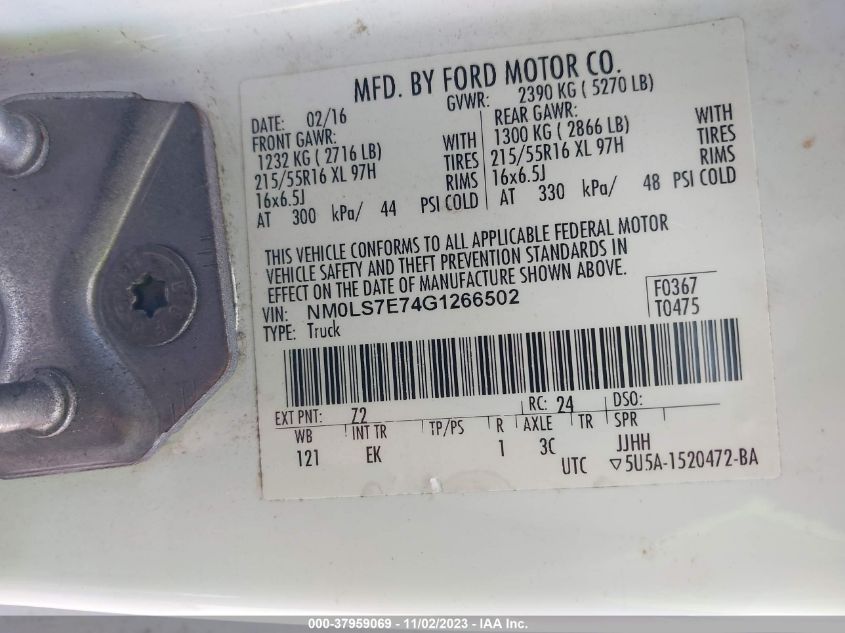 MFD. BY FORD MOTOR CO.
DATE: 02/16 GVWR: 2390 KG ( 5270 LB)
FRONT GAWR: WITH REAR GAWR: WITH
1232 KG ( 2716 LB) TIRES 1300 KG ( 2866 LB) TIRES
215/55R16 XL 97H RIMS 215/55R16 XL 97H RIMS
16x6.5J 16x6.5J
AT 300 kPa/ 44 PSI COLD AT 330 kPa/ 48 PSI COLD
THIS VEHICLE CONFORMS TO ALL APPLICABLE FEDERAL MOTOR
VEHICLE SAFETY AND THEFT PREVENTION STANDARDS IN
EFFECT ON THE DATE OF MANUFACTURE SHOWN ABOVE.
VIN: NM0LS7E74G1266502 F0367
TYPE: Truck T0475
EXT PNT: Z2 RC: 24 DSO:
WB INT TR TP/PS R AXLE TR SPR
121 EK 1 3C JJHH
UTC ▽5U5A-1520472-BA
000-37959069 - 11/02/2023 - IAA Inc.